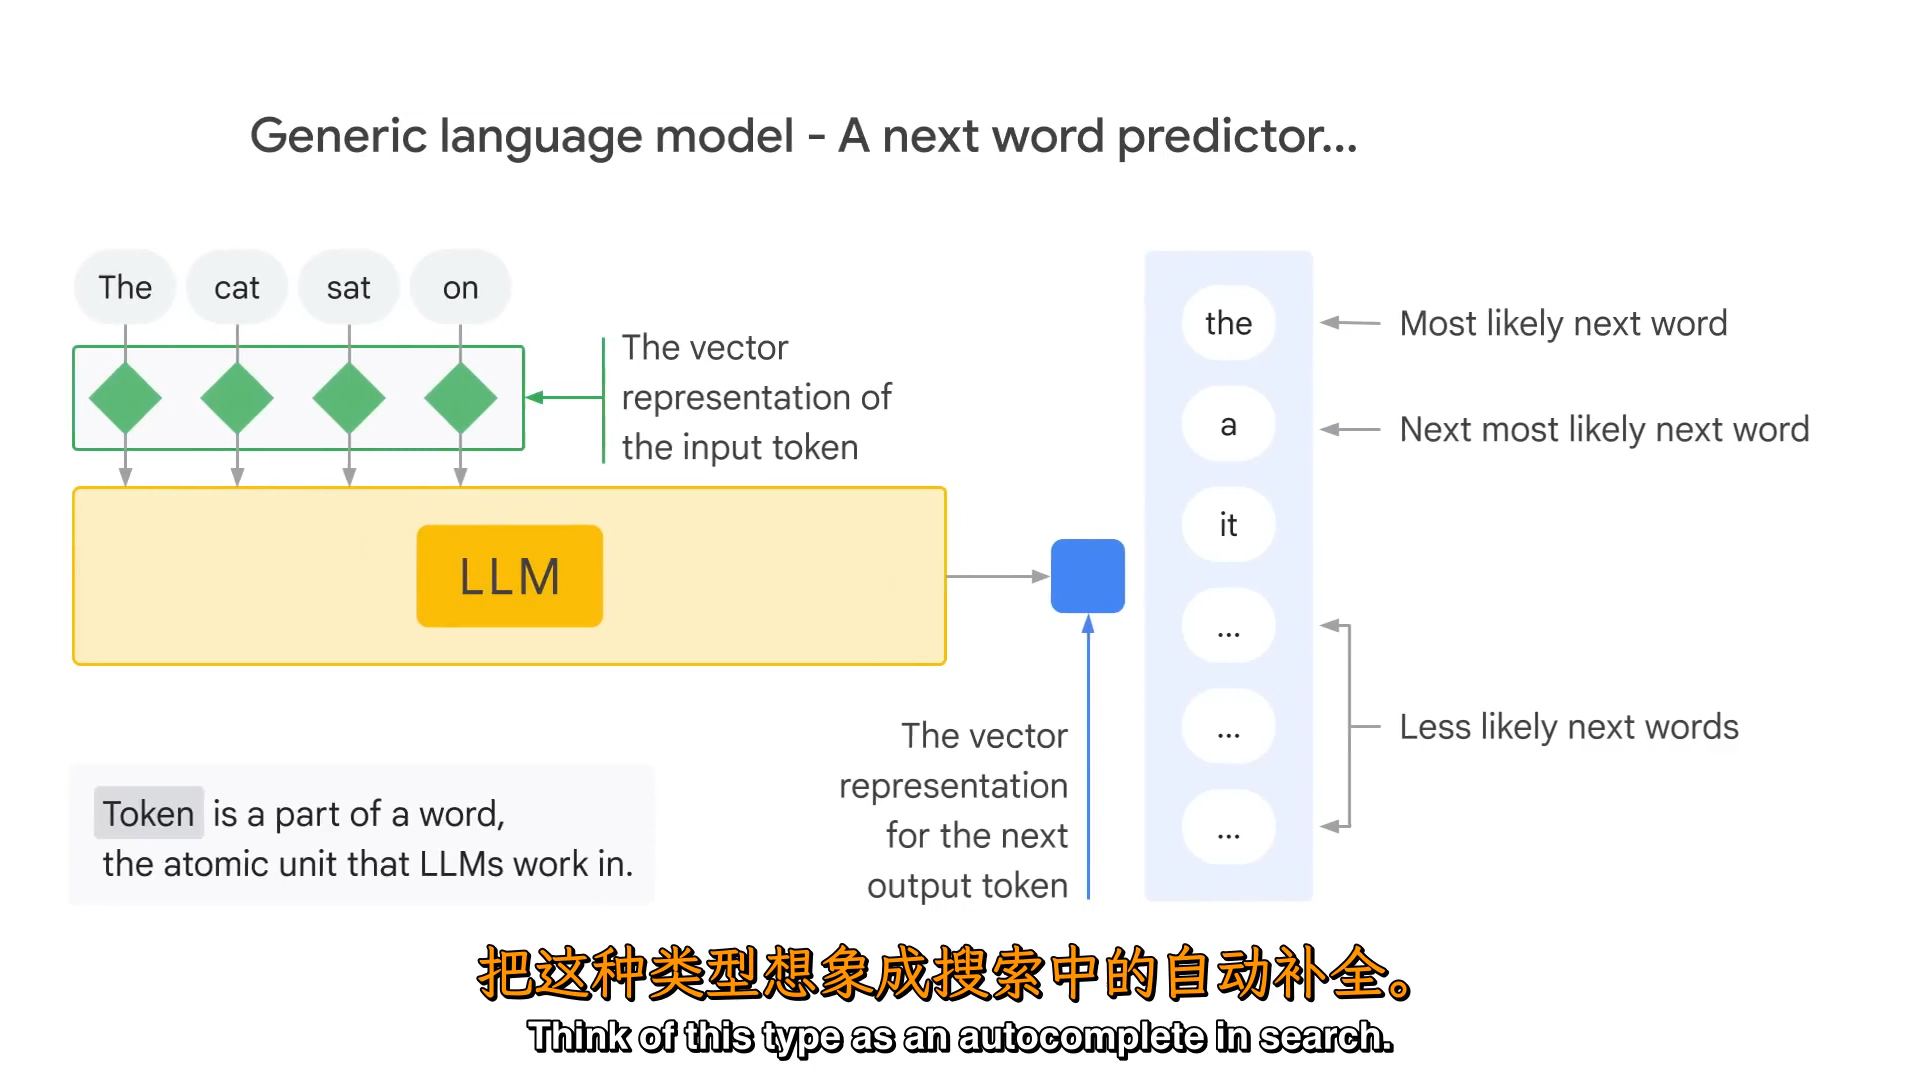 Generic language model - A next word predictor...
The cat sat on
The vector
representation of
the input token
LLM
Token is a part of a word,
the atomic unit that LLMs work in.
The vector
representation
for the next
output token
the
a
it
...
...
...
Most likely next word
Next most likely next word
Less likely next words
把这种类型想象成搜索中的自动补全。
Think of this type as an autocomplete in search.